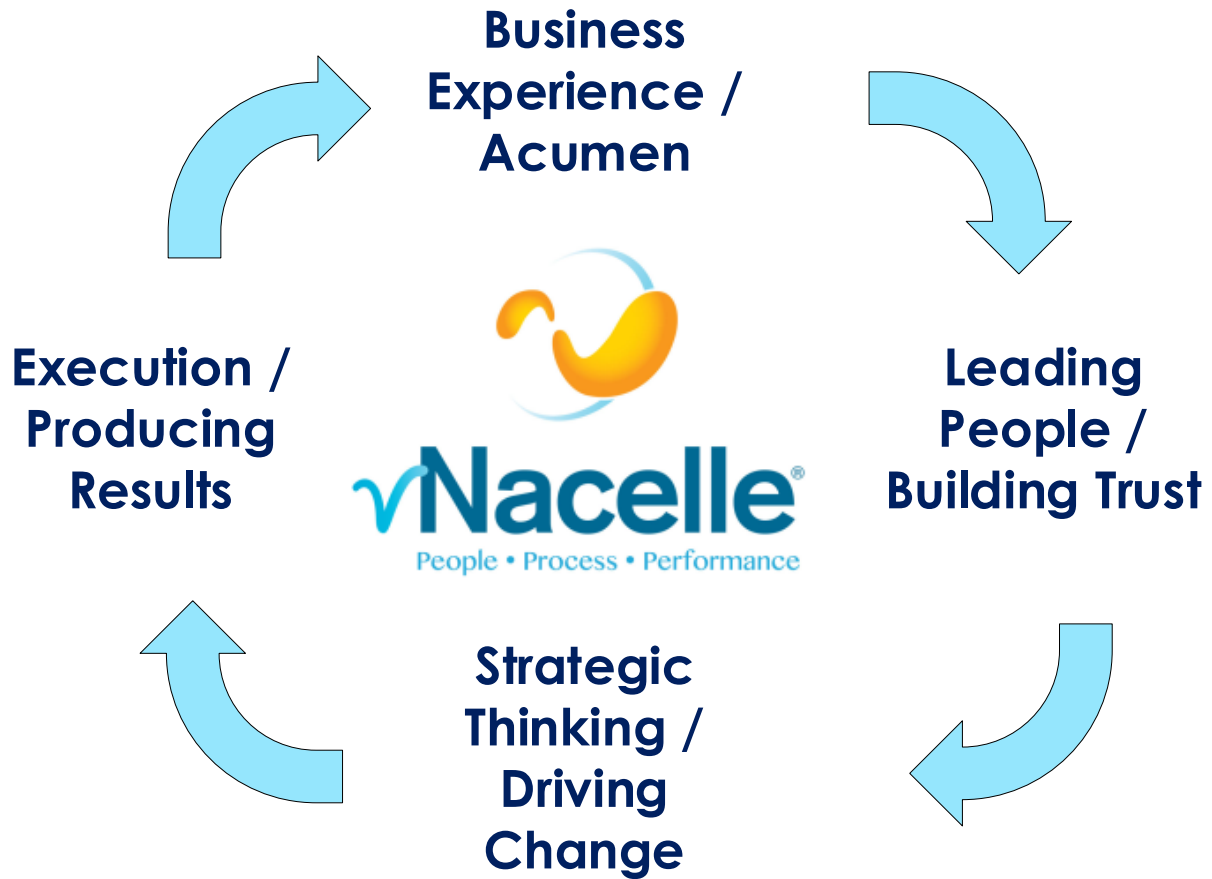 Business
Experience /
Acumen
Execution /
Producing
Results
Leading
People /
Building Trust
vNacelle®
People • Process • Performance
Strategic
Thinking /
Driving
Change